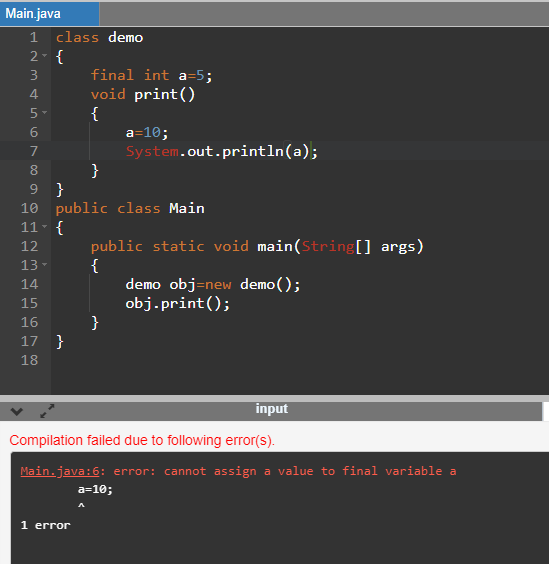 Main.java
1 class demo
2 {
3     final int a=5;
4     void print()
5     {
6         a=10;
7         System.out.println(a);
8     }
9 }
10 public class Main
11 {
12     public static void main(String[] args)
13     {
14         demo obj=new demo();
15         obj.print();
16     }
17 }
18
input
Compilation failed due to following error(s).
Main.java:6: error: cannot assign a value to final variable a
        a=10;
        ^
1 error